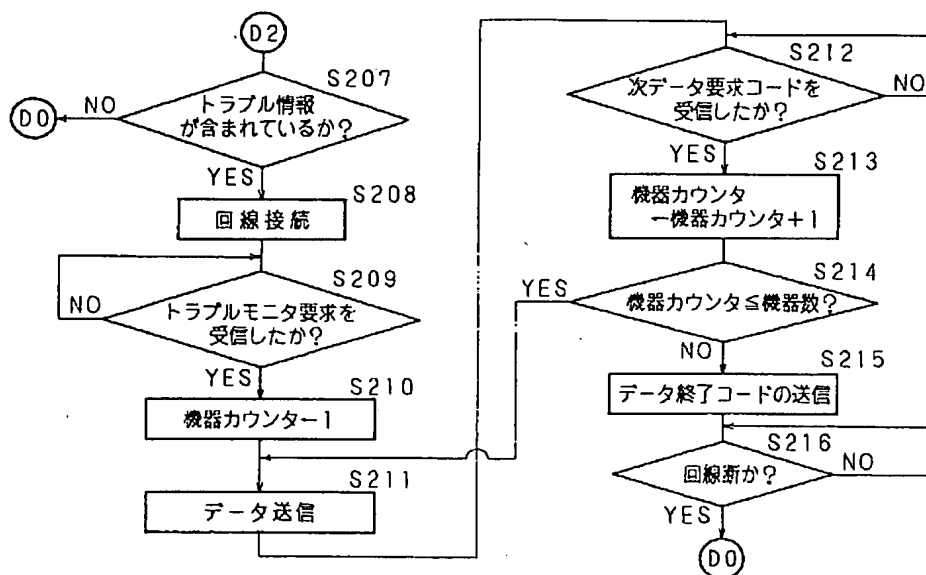 D2
S207
トラブル情報
が含まれているか?
NO
D0
YES
S208
回線接続
S209
トラブルモニタ要求を
受信したか?
NO
YES
S210
機器カウンタ←1
S211
データ送信
S212
次データ要求コードを
受信したか?
NO
YES
S213
機器カウンタ
←機器カウンタ+1
S214
機器カウンタ≦機器数?
YES
NO
S215
データ終了コードの送信
S216
回線断か?
NO
YES
D0